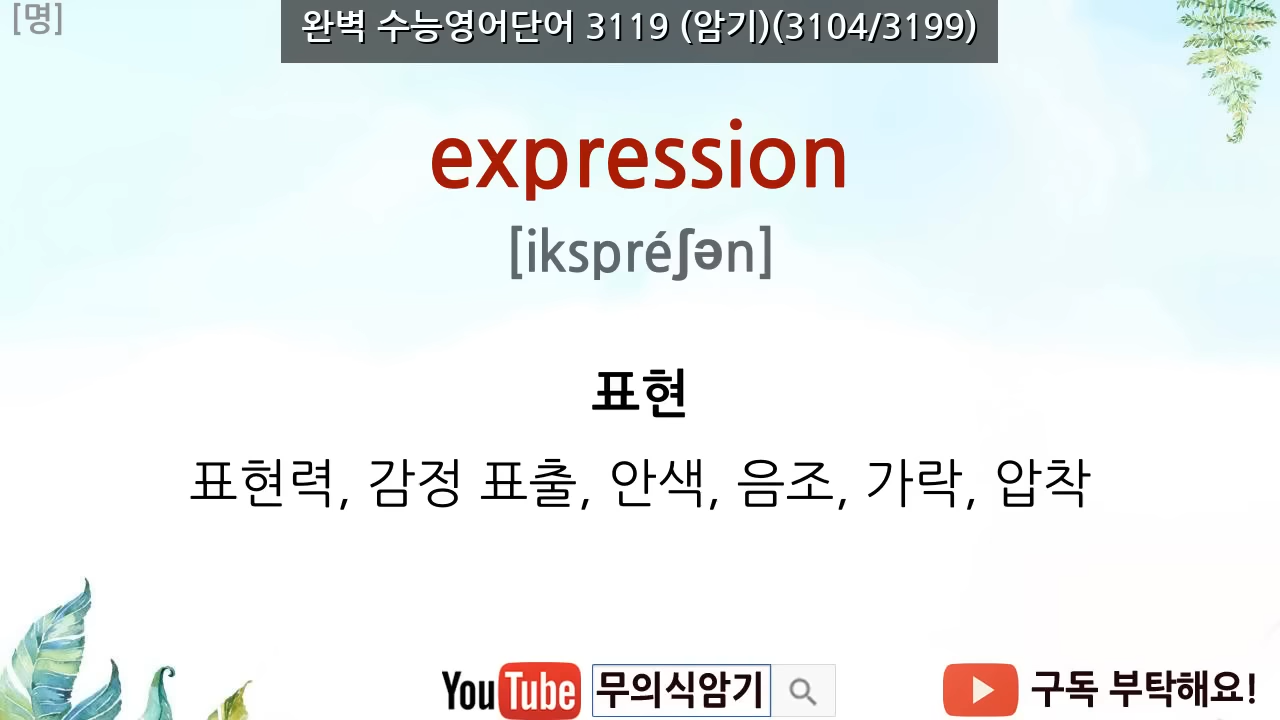 [명]
완벽 수능영어단어 3119 (암기)(3104/3199)
expression
[ikspréʃən]
표현
표현력, 감정 표출, 안색, 음조, 가락, 압착
YouTube 무의식암기 구독 부탁해요!